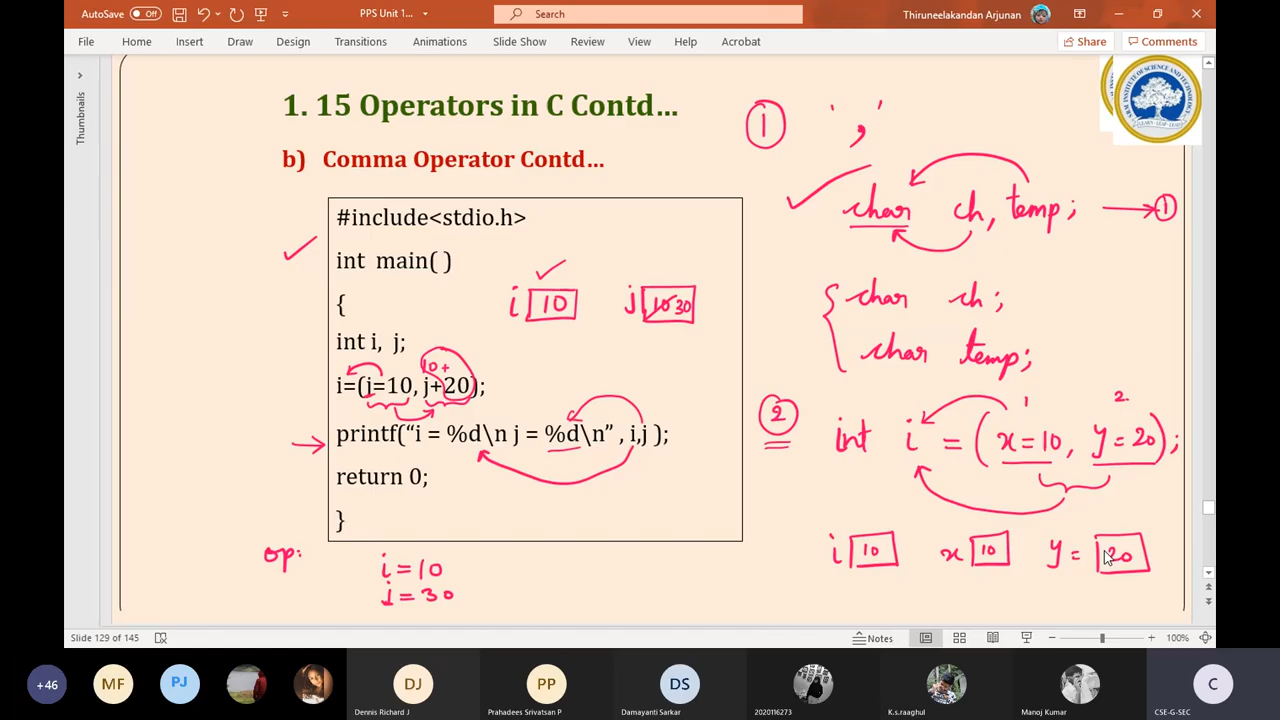 AutoSave Off PPS Unit 1... Search Thiruneelakandan Arjunan
File Home Insert Draw Design Transitions Animations Slide Show Review View Help Acrobat Share Comments
Thumbnails
1. 15 Operators in C Contd...
b) Comma Operator Contd...
#include<stdio.h>
int main( )
{
int i, j;
i=(j=10, j+20);
printf("i = %d\n j = %d\n" , i,j );
return 0;
}
i 10 j 10 30
10+
op:
i = 10
j = 30
1 ' , '
char ch, temp; 1
char ch;
char temp;
1 2.
2 int i = (x=10, y=20);
i 10 x 10 y = 20
Slide 129 of 145 Notes 100%
+46 MF PJ DJ PP DS C
Dennis Richard J Prahadees Srivatsan P Damayanti Sarkar 2020116273 K.s.raaghul Manoj Kumar CSE-G-SEC